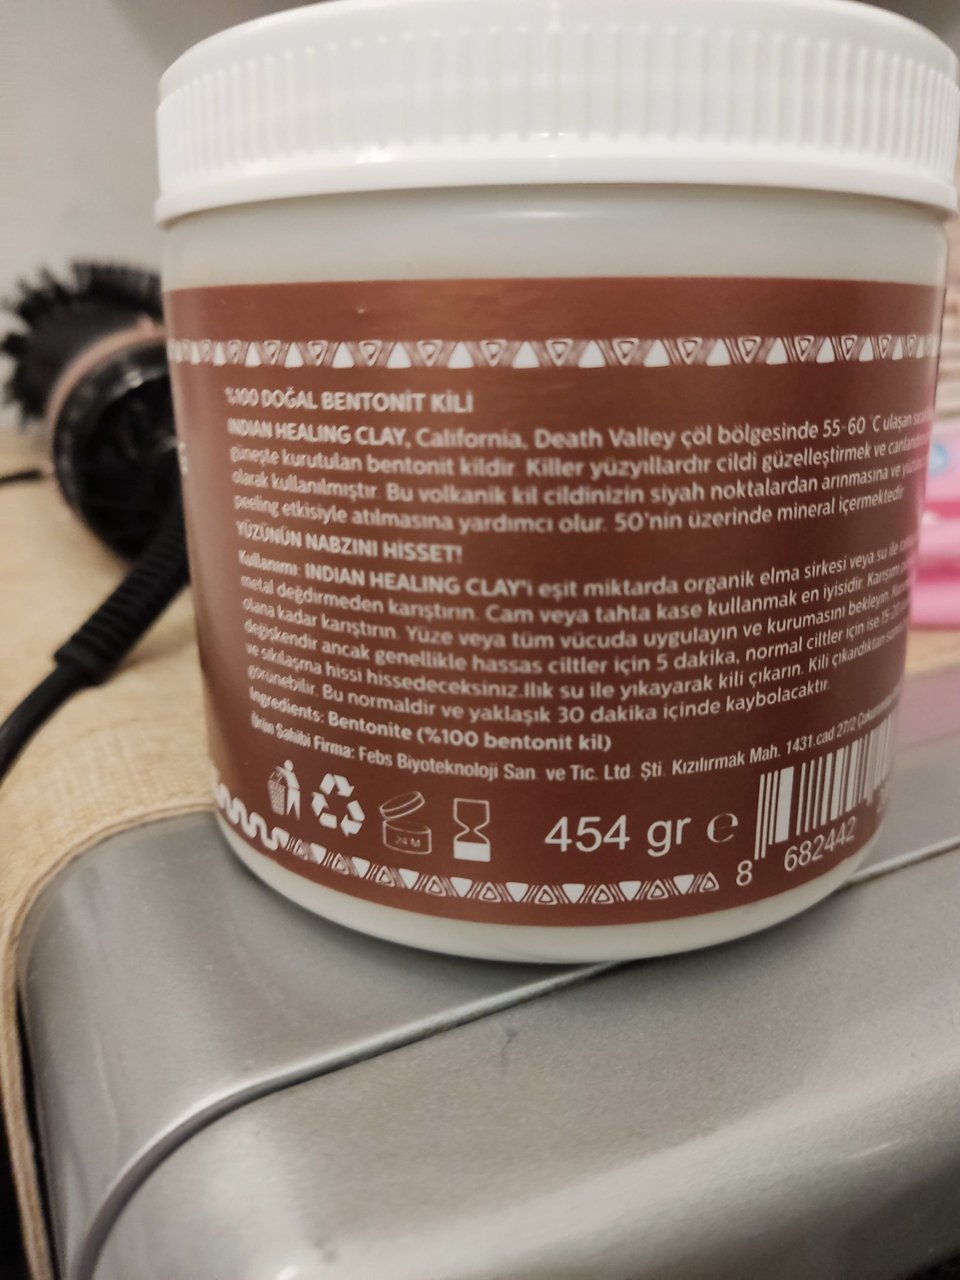 %100 DOĞAL BENTONİT KİLİ
INDIAN HEALING CLAY, California, Death Valley çöl bölgesinde 55-60 °C ulaşan
güneşte kurutulan bentonit kildir. Killer yüzyıllardır cildi güzelleştirmek ve
olarak kullanılmıştır. Bu volkanik kil cildinizin siyah noktalardan arınmasına ve
peeling etkisiyle atılmasına yardımcı olur. 50'nin üzerinde mineral içermektedir.
YÜZÜNÜN NABZINI HİSSET!
Kullanımı: INDIAN HEALING CLAY'i eşit miktarda organik elma sirkesi veya su ile
metal değdirmeden karıştırın. Cam veya tahta kase kullanmak en iyisidir. Karışımı
olana kadar karıştırın. Yüze veya tüm vücuda uygulayın ve kurumasını bekleyin.
değişkendir ancak genellikle hassas ciltler için 5 dakika, normal ciltler için ise 15-20
ve sıkılaşma hissi hissedeceksiniz.Ilık su ile yıkayarak kili çıkarın. Kili çıkardıktan
görünebilir. Bu normaldir ve yaklaşık 30 dakika içinde kaybolacaktır.
Ingredients: Bentonite (%100 bentonit kil)
Sahibi Firma: Febs Biyoteknoloji San. ve Tic. Ltd. Şti. Kızılırmak Mah. 1431.cad 27/2
24 M
454 gr e
8 682442